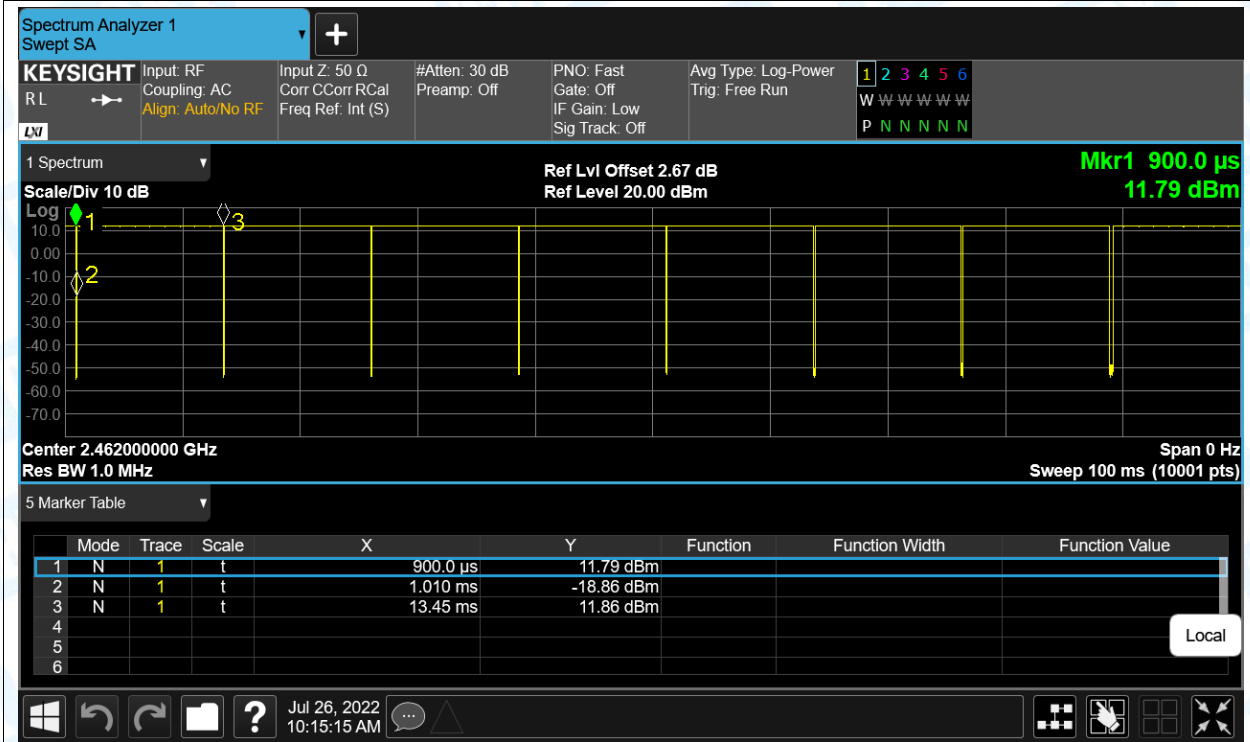 Spectrum Analyzer 1
Swept SA
+
KEYSIGHT
R L
LXI
Input: RF
Coupling: AC
Align: Auto/No RF
Input Z: 50 Ω
Corr CCorr RCal
Freq Ref: Int (S)
#Atten: 30 dB
Preamp: Off
PNO: Fast
Gate: Off
IF Gain: Low
Sig Track: Off
Avg Type: Log-Power
Trig: Free Run
1 2 3 4 5 6
W W W W W W
P N N N N N
1 Spectrum
Scale/Div 10 dB
Ref Lvl Offset 2.67 dB
Ref Level 20.00 dBm
Mkr1 900.0 µs
11.79 dBm
Log
10.0
0.00
-10.0
-20.0
-30.0
-40.0
-50.0
-60.0
-70.0
1
2
3
Center 2.462000000 GHz
Res BW 1.0 MHz
Span 0 Hz
Sweep 100 ms (10001 pts)
5 Marker Table
Mode Trace Scale X Y Function Function Width Function Value
1 N 1 t 900.0 µs 11.79 dBm
2 N 1 t 1.010 ms -18.86 dBm
3 N 1 t 13.45 ms 11.86 dBm
4
5
6
Local
?
Jul 26, 2022
10:15:15 AM